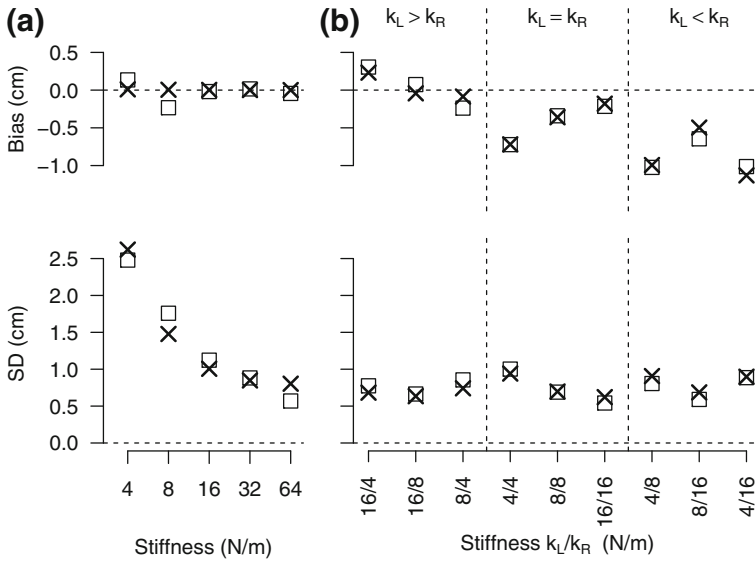 (a)
(b)
k_L > k_R
k_L = k_R
k_L < k_R
Bias (cm)
0.5
0.0
−0.5
−1.0
SD (cm)
2.5
2.0
1.5
1.0
0.5
0.0
4 8 16 32 64
16/4 16/8 8/4 4/4 8/8 16/16 4/8 8/16 4/16
Stiffness (N/m)
Stiffness k_L/k_R (N/m)